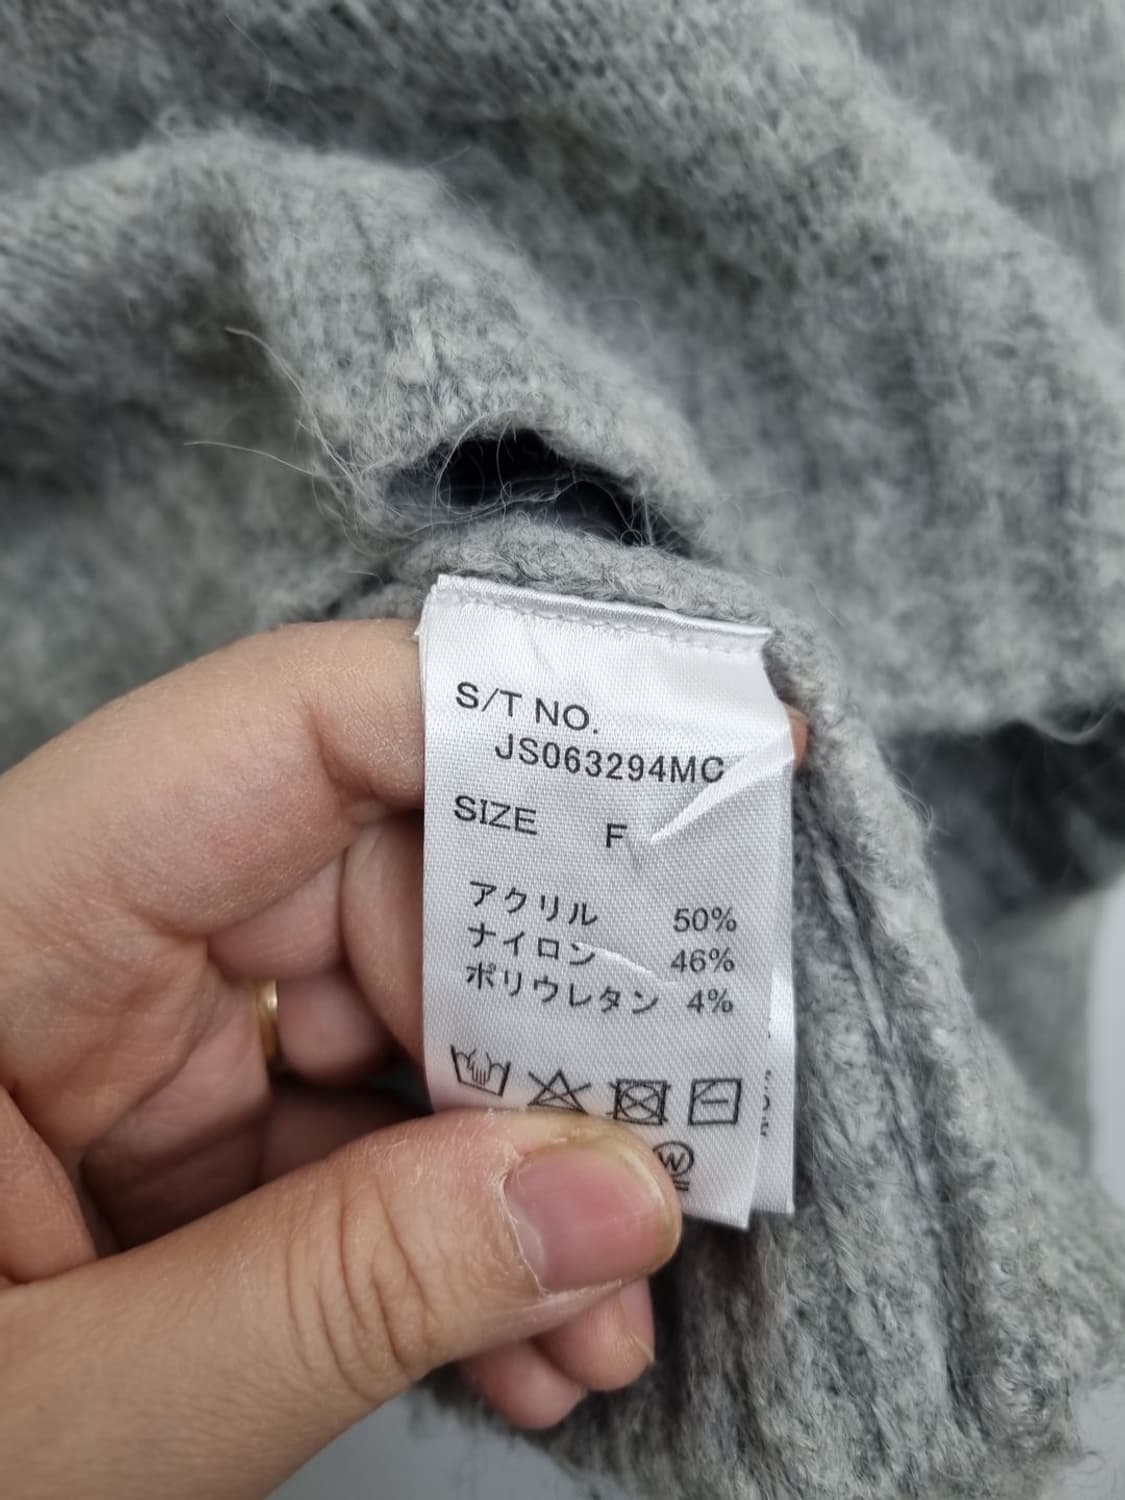 S/T NO.
JS063294MC
SIZE F
アクリル 50%
ナイロン 46%
ポリウレタン 4%
W